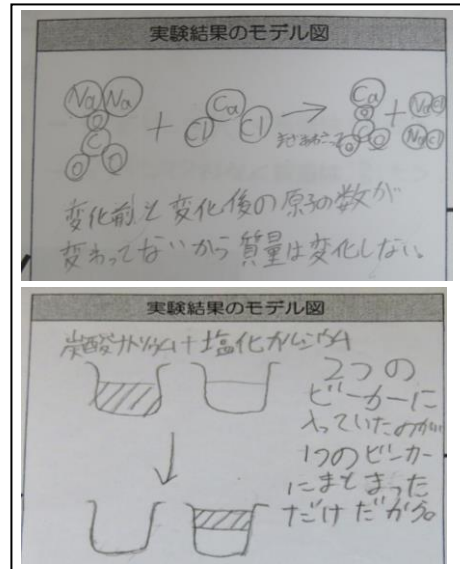 実験結果のモデル図
Na Na O C O O + Ca Cl Cl → Ca O C O O + Na Cl Na Cl
変化前と変化後の原子の数が
変わってないから質量は変化しない。
実験結果のモデル図
炭酸ナトリウム+塩化カルシウム
2つの
ビーカーに
入っていたのが
1つのビーカー
にまとまった
だけだから。